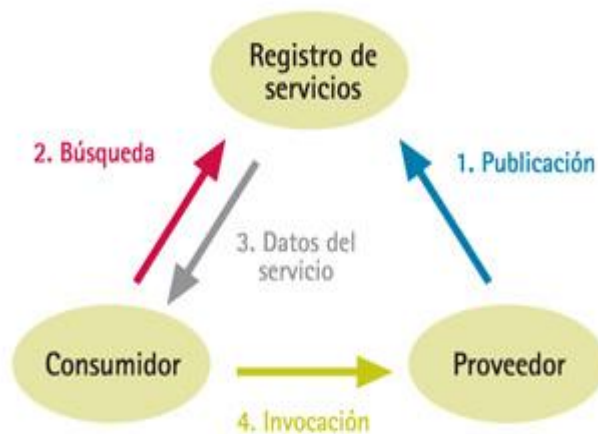 Registro de
servicios
2. Búsqueda
1. Publicación
3. Datos del
servicio
Consumidor
Proveedor
4. Invocación